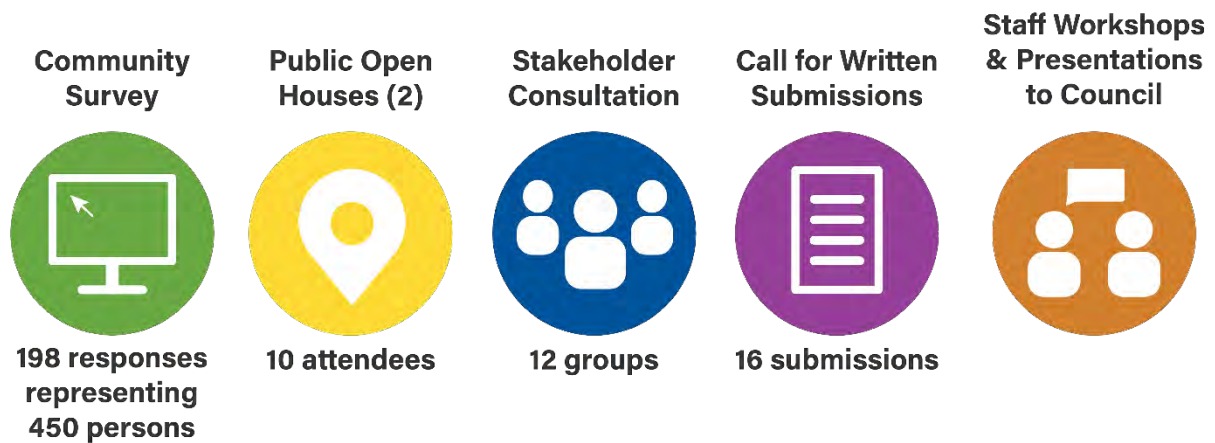 Community
Survey
198 responses
representing
450 persons
Public Open
Houses (2)
10 attendees
Stakeholder
Consultation
12 groups
Call for Written
Submissions
16 submissions
Staff Workshops
& Presentations
to Council